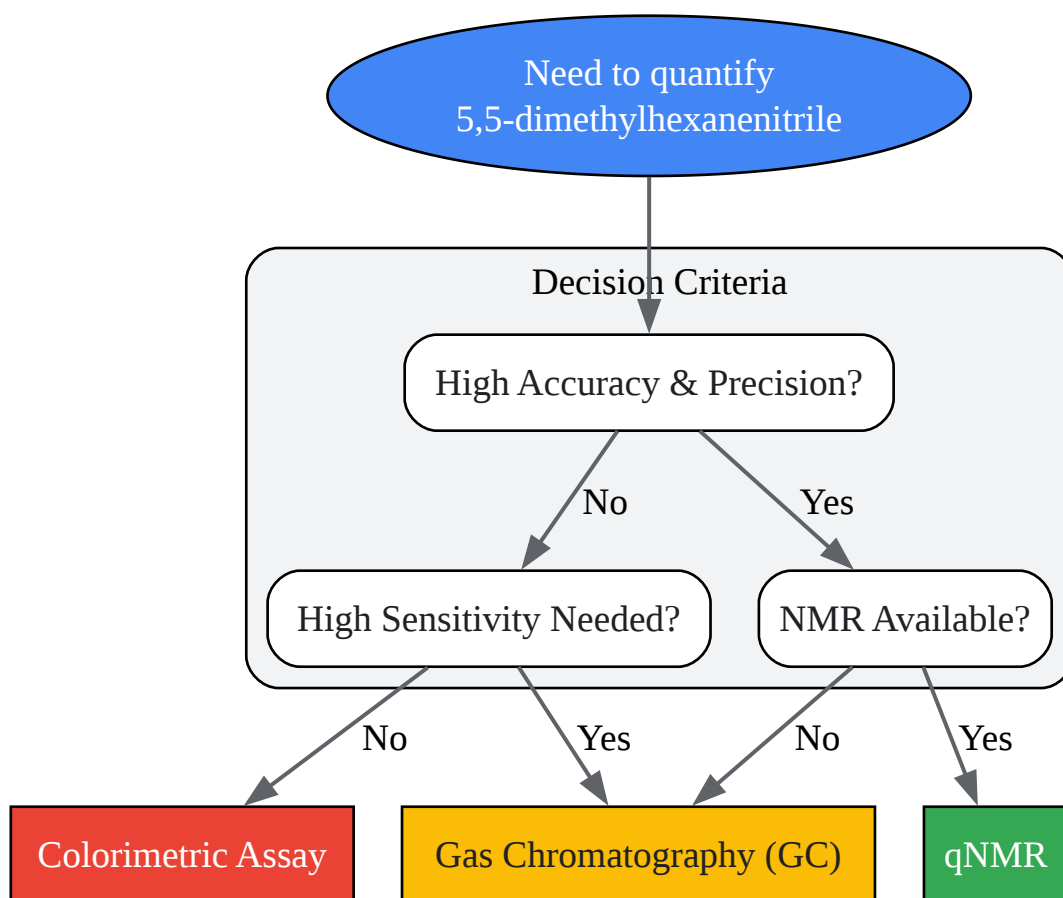 Need to quantify
5,5-dimethylhexanenitrile
Decision Criteria
High Accuracy & Precision?
No
Yes
High Sensitivity Needed?
NMR Available?
No
Yes
No
Yes
Colorimetric Assay
Gas Chromatography (GC)
qNMR